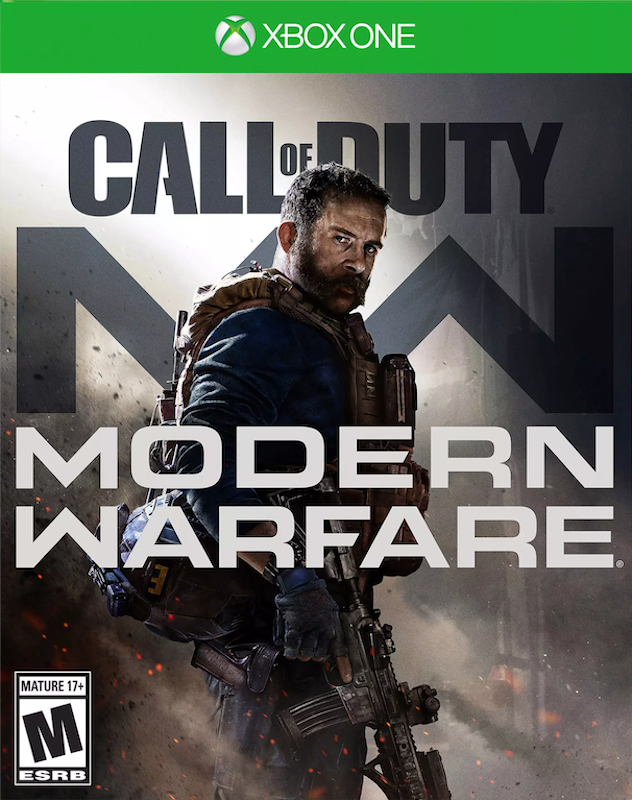 XBOX ONE
CALL OF DUTY
MW
MODERN
WARFARE®
MATURE 17+
M
ESRB